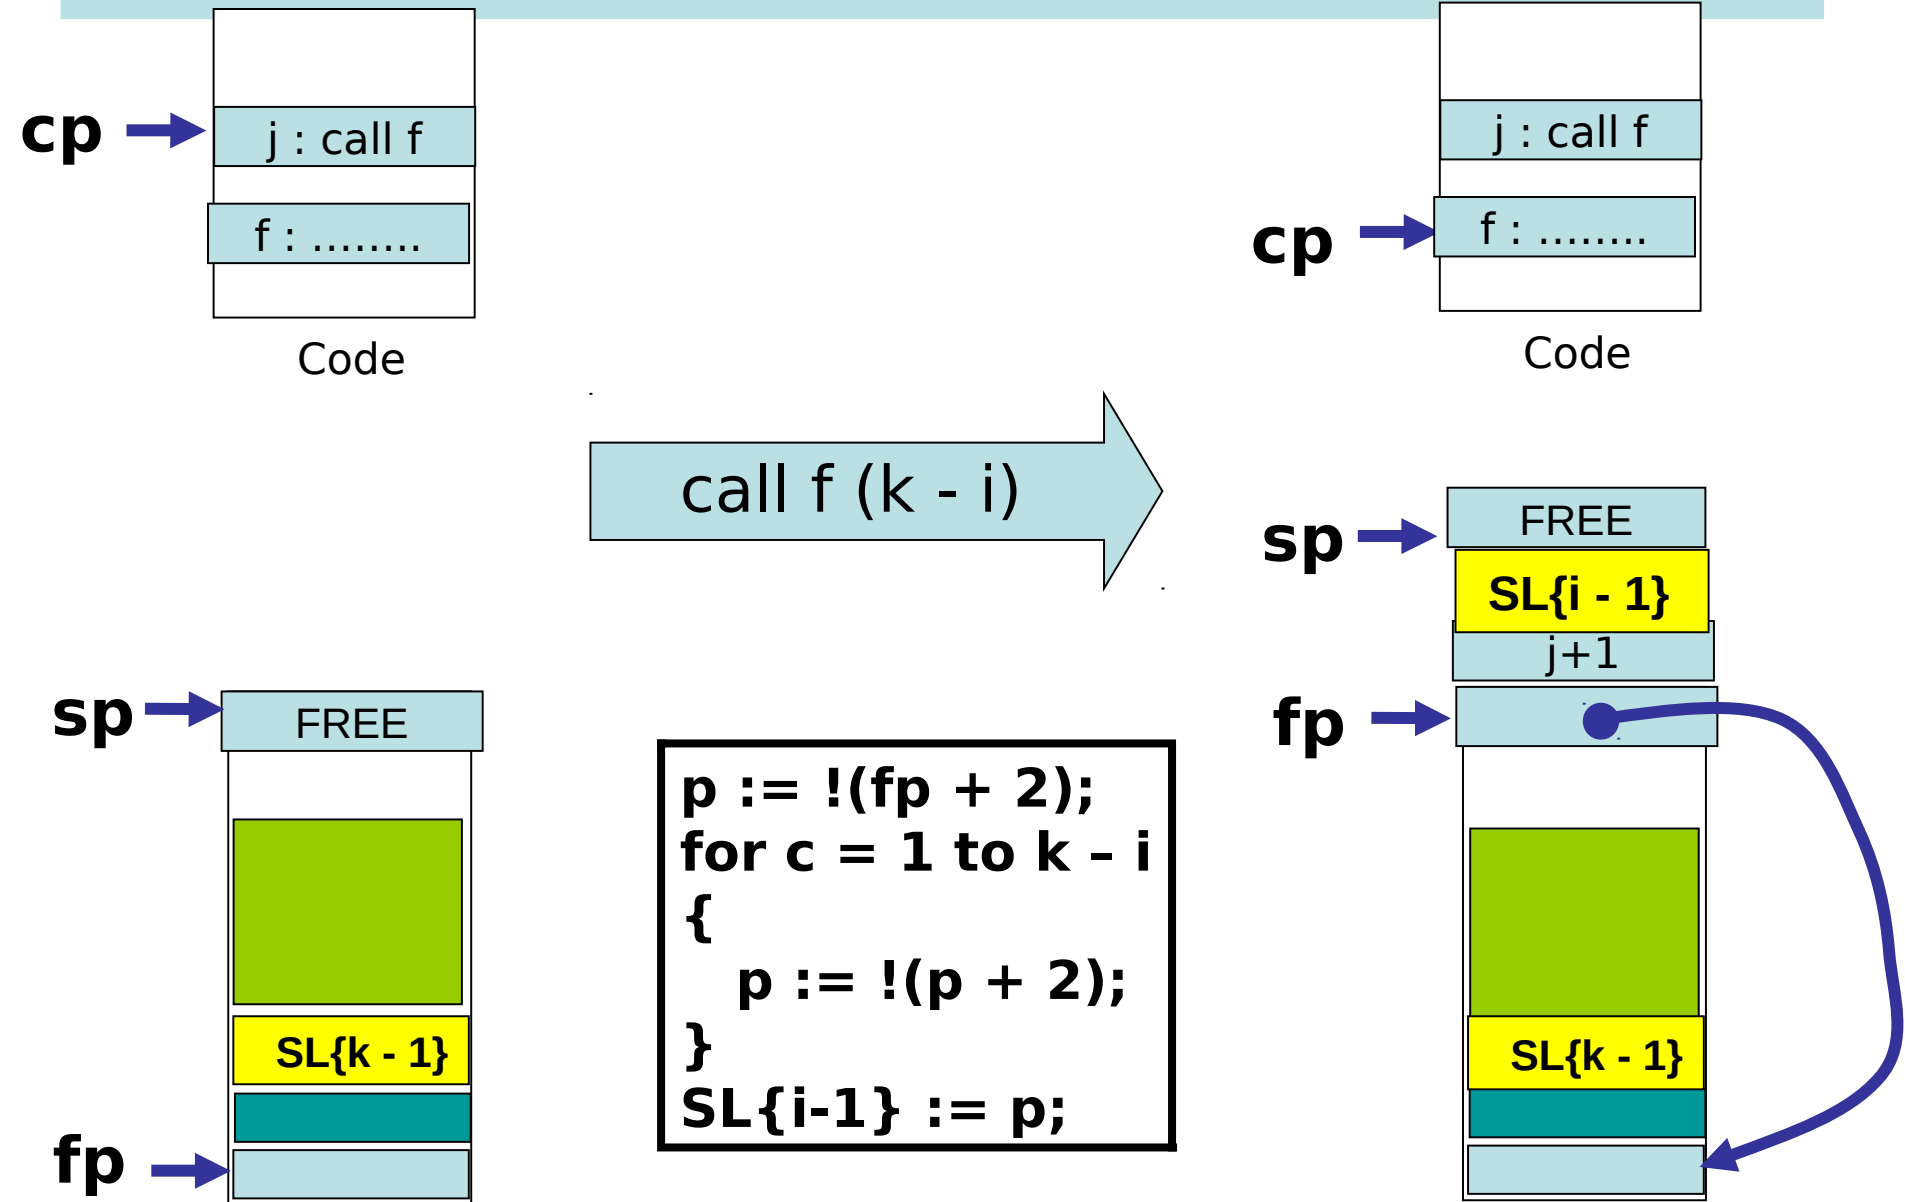 cp
j : call f
f : ........
Code
j : call f
cp
f : ........
Code
call f (k - i)
sp
FREE
SL{k - 1}
fp
p := !(fp + 2);
for c = 1 to k – i
{
p := !(p + 2);
}
SL{i-1} := p;
sp
FREE
SL{i - 1}
j+1
fp
SL{k - 1}